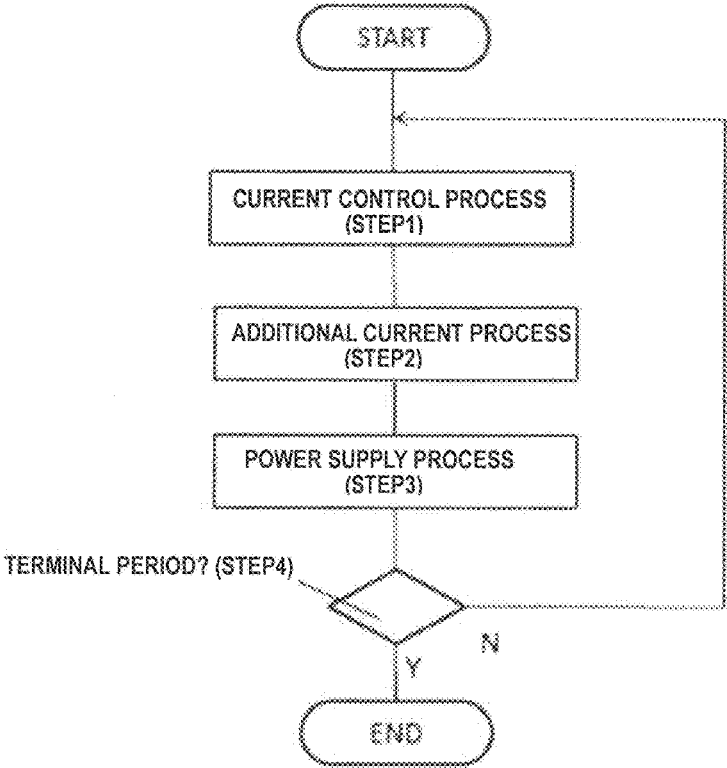 START
CURRENT CONTROL PROCESS
(STEP1)
ADDITIONAL CURRENT PROCESS
(STEP2)
POWER SUPPLY PROCESS
(STEP3)
TERMINAL PERIOD? (STEP4)
N
Y
END